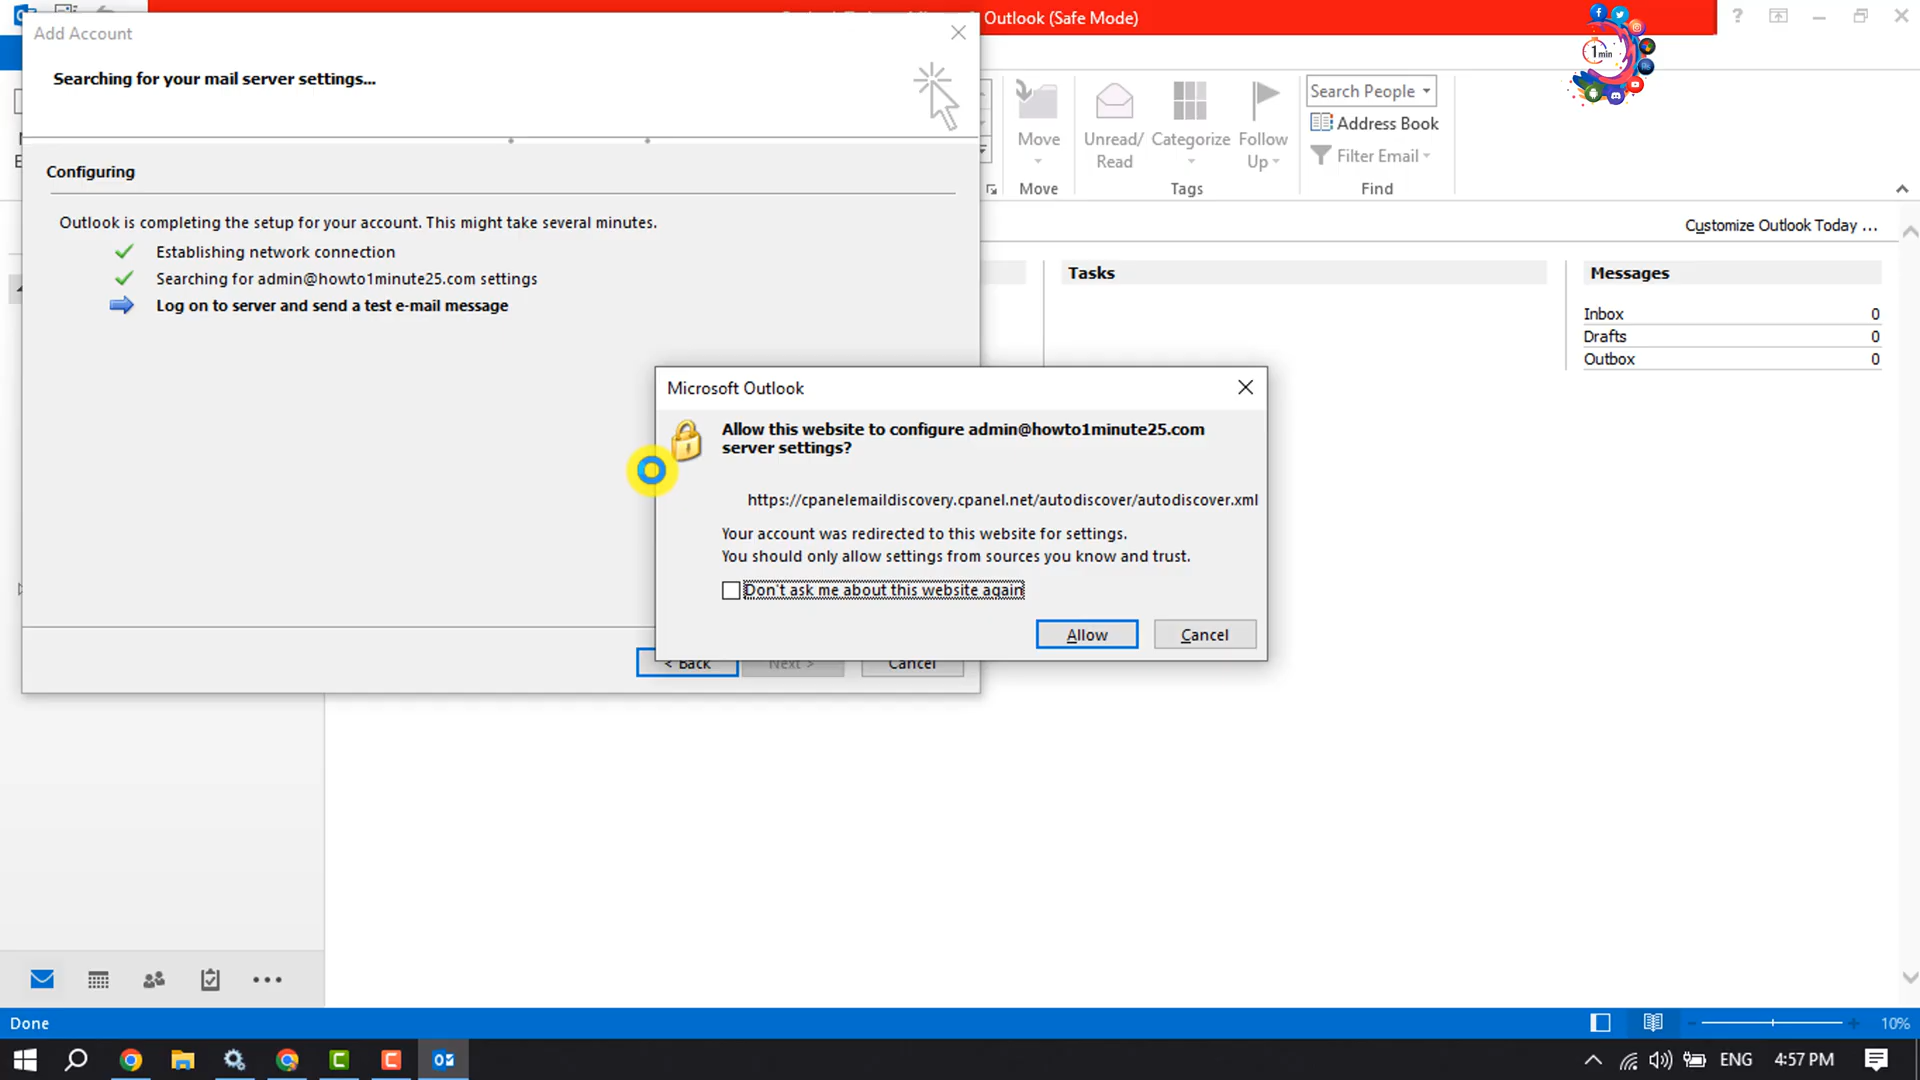 Outlook (Safe Mode)
?
1min
Add Account
Searching for your mail server settings...
Search People
Address Book
Filter Email
Move
Unread/
Read
Categorize
Follow
Up
Move
Tags
Find
Configuring
Outlook is completing the setup for your account. This might take several minutes.
Establishing network connection
Searching for admin@howto1minute25.com settings
Log on to server and send a test e-mail message
Customize Outlook Today ...
Tasks
Messages
Inbox 0
Drafts 0
Outbox 0
Microsoft Outlook
Allow this website to configure admin@howto1minute25.com
server settings?
https://cpanelemaildiscovery.cpanel.net/autodiscover/autodiscover.xml
Your account was redirected to this website for settings.
You should only allow settings from sources you know and trust.
Don't ask me about this website again
Allow
Cancel
< Back
Next >
Cancel
Done
10%
ENG
4:57 PM